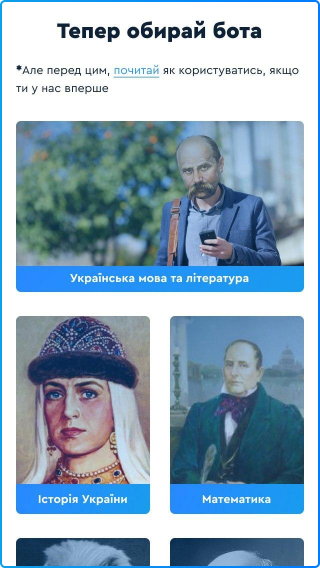 Тепер обирай бота
*Але перед цим, почитай як користуватись, якщо
ти у нас вперше
Українська мова та література
Історія України
Математика